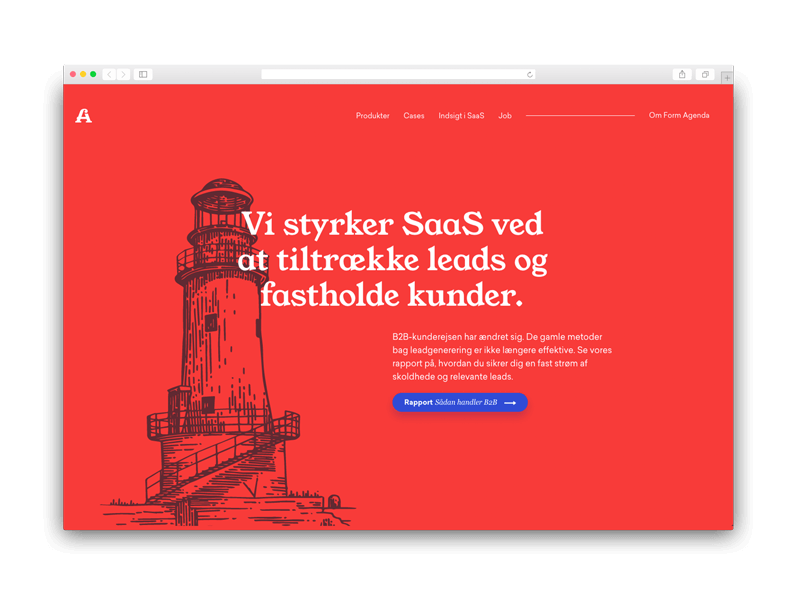 Produkter Cases Indsigt i SaaS Job Om Form Agenda
Vi styrker SaaS ved
at tiltrække leads og
fastholde kunder.
B2B-kunderejsen har ændret sig. De gamle metoder
bag leadgenerering er ikke længere effektive. Se vores
rapport på, hvordan du sikrer dig en fast strøm af
skoldhede og relevante leads.
Rapport Sådan handler B2B